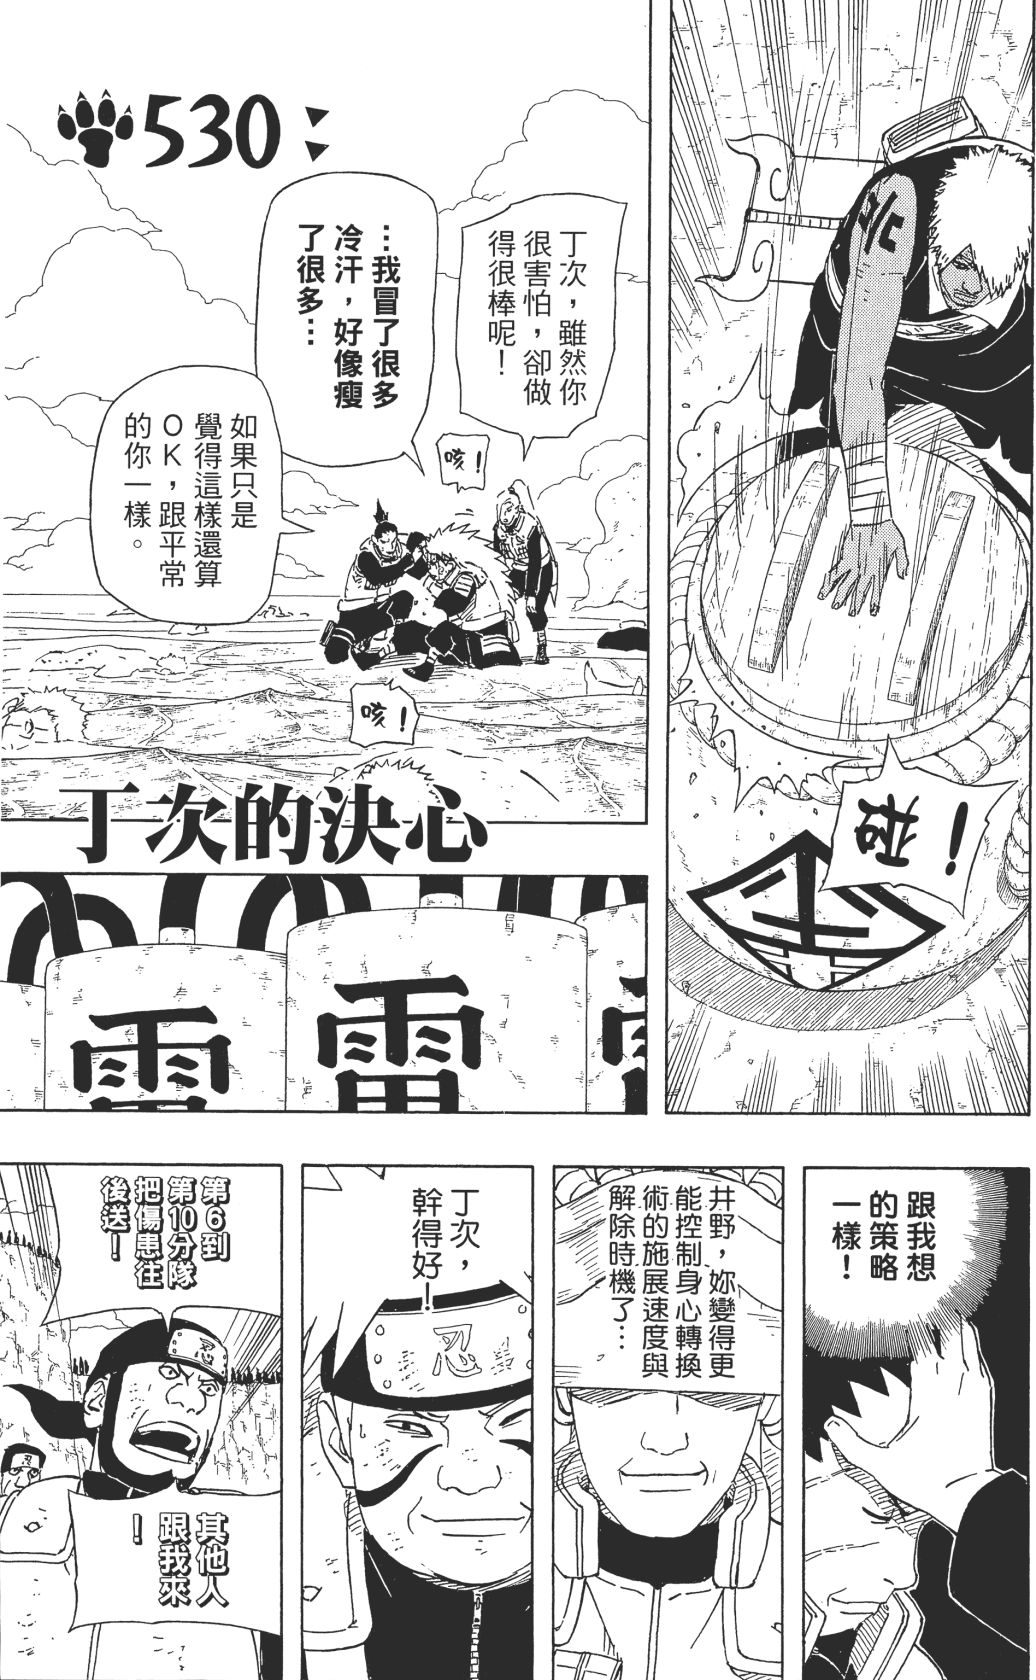 北
封!
530
丁次，雖然你
很害怕，卻做
得很棒呢！
…我冒了很多
冷汗，好像瘦
了很多…
如果只是
覺得這樣還算
OK，跟平常
的你一樣。
咳！
咳！
丁次的決心
雷
雷
跟我想
的策略
一樣！
井野，妳變得更
能控制身心轉換
術的施展速度與
解除時機了…
丁次，
幹得好！
忍
第6到
第10分隊
把傷患往
後送！
忍
忍
其他人
跟我來
！